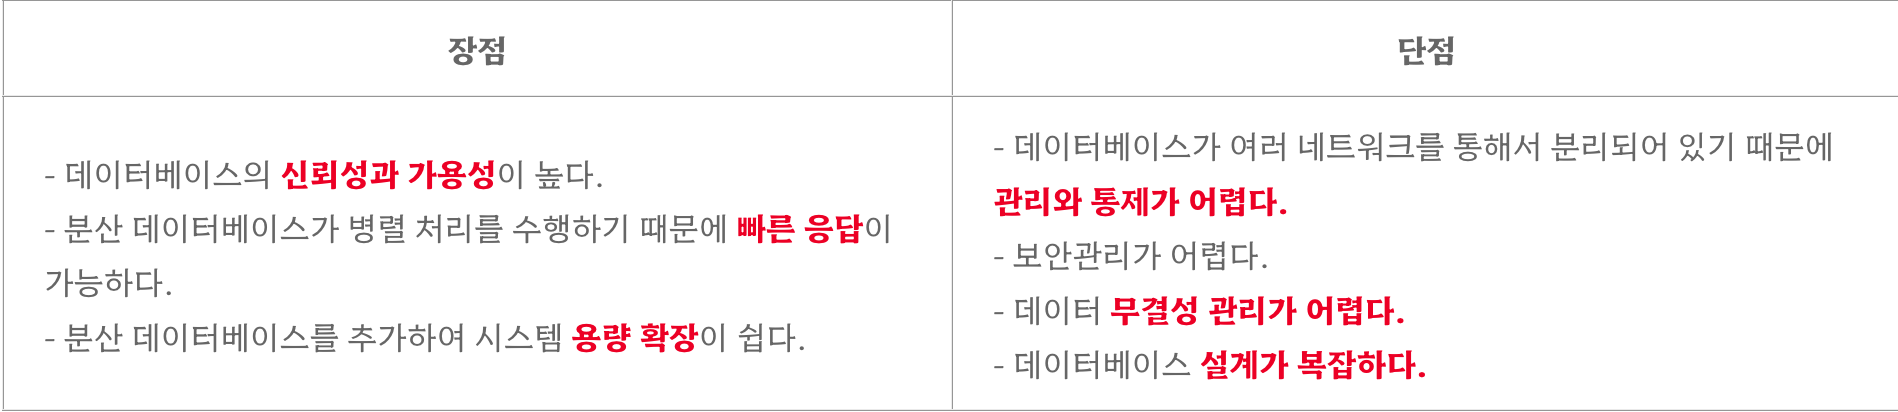 장점
단점
- 데이터베이스의 신뢰성과 가용성이 높다.
- 분산 데이터베이스가 병렬 처리를 수행하기 때문에 빠른 응답이
가능하다.
- 분산 데이터베이스를 추가하여 시스템 용량 확장이 쉽다.
- 데이터베이스가 여러 네트워크를 통해서 분리되어 있기 때문에
관리와 통제가 어렵다.
- 보안관리가 어렵다.
- 데이터 무결성 관리가 어렵다.
- 데이터베이스 설계가 복잡하다.